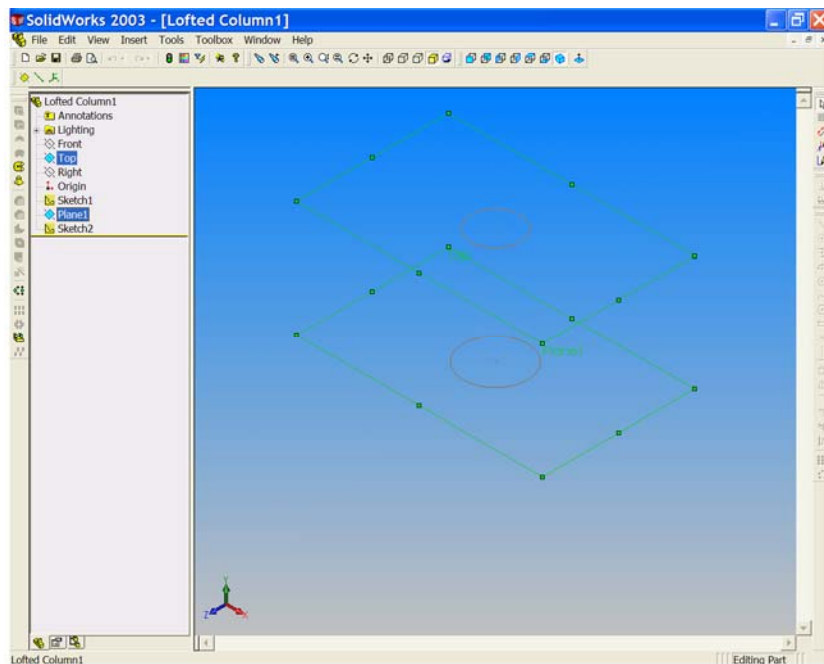 SolidWorks 2003 - [Lofted Column1]
File Edit View Insert Tools Toolbox Window Help
Lofted Column1
Annotations
Lighting
Front
Top
Right
Origin
Sketch1
Plane1
Sketch2
Plane1
Y
Z
X
Lofted Column1
Editing Part